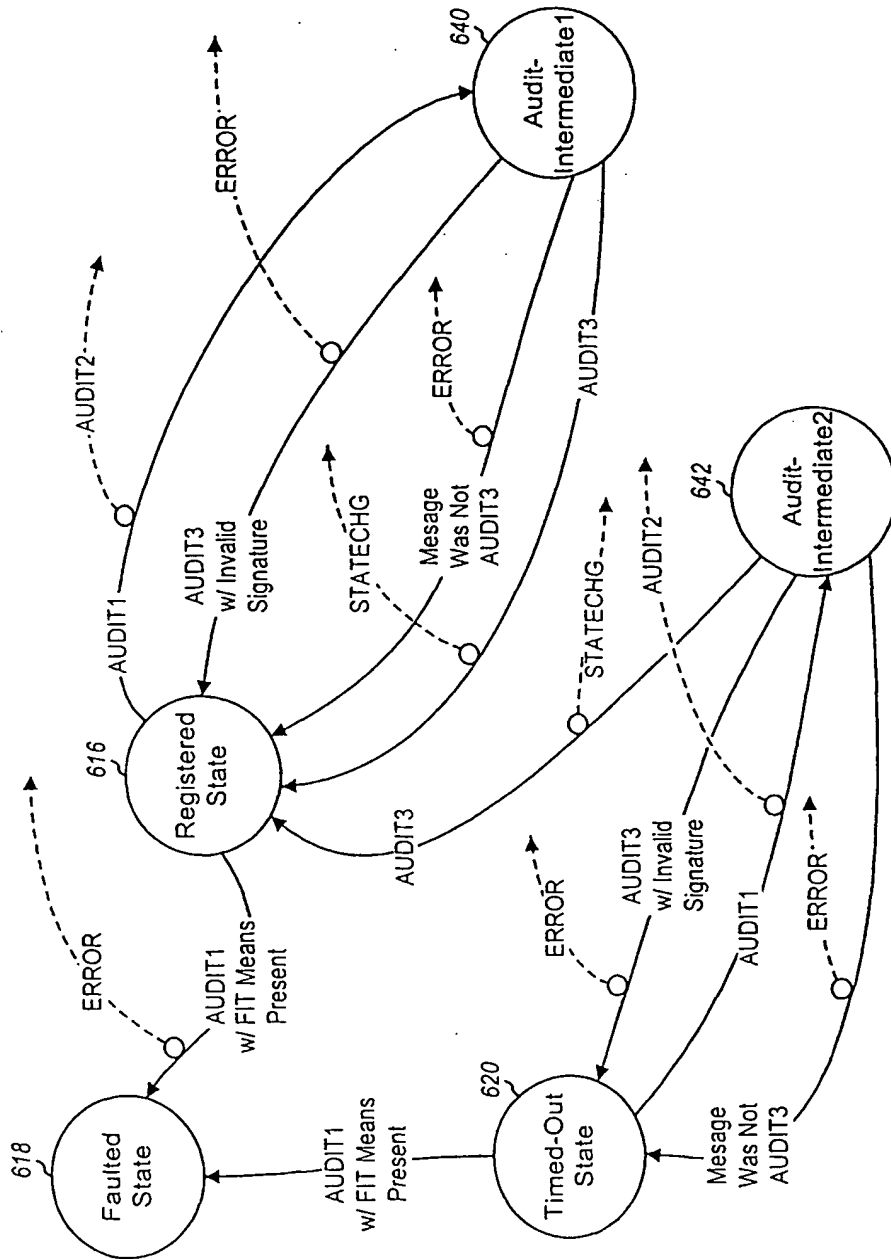 618
Faulted
State
ERROR
AUDIT1
w/ FIT Means
Present
616
Registered
State
AUDIT1
AUDIT2
AUDIT3
w/ Invalid
Signature
ERROR
STATECHG
Mesage
Was Not
AUDIT3
ERROR
AUDIT3
640
Audit-
Intermediate1
AUDIT1
w/ FIT Means
Present
620
Timed-Out
State
AUDIT3
STATECHG
ERROR
AUDIT3
w/ Invalid
Signature
AUDIT2
AUDIT1
ERROR
Mesage
Was Not
AUDIT3
642
Audit-
Intermediate2